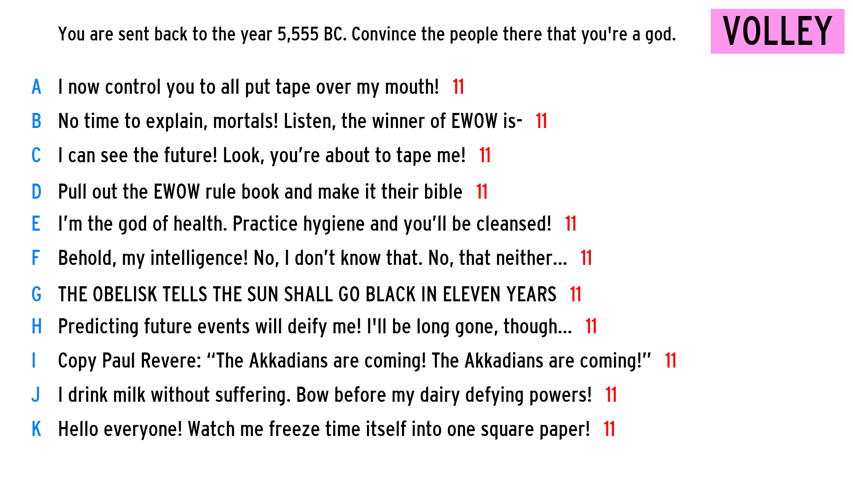 You are sent back to the year 5,555 BC. Convince the people there that you're a god.
VOLLEY
A I now control you to all put tape over my mouth! 11
B No time to explain, mortals! Listen, the winner of EWOW is- 11
C I can see the future! Look, you’re about to tape me! 11
D Pull out the EWOW rule book and make it their bible 11
E I’m the god of health. Practice hygiene and you’ll be cleansed! 11
F Behold, my intelligence! No, I don’t know that. No, that neither... 11
G THE OBELISK TELLS THE SUN SHALL GO BLACK IN ELEVEN YEARS 11
H Predicting future events will deify me! I'll be long gone, though... 11
I Copy Paul Revere: “The Akkadians are coming! The Akkadians are coming!” 11
J I drink milk without suffering. Bow before my dairy defying powers! 11
K Hello everyone! Watch me freeze time itself into one square paper! 11